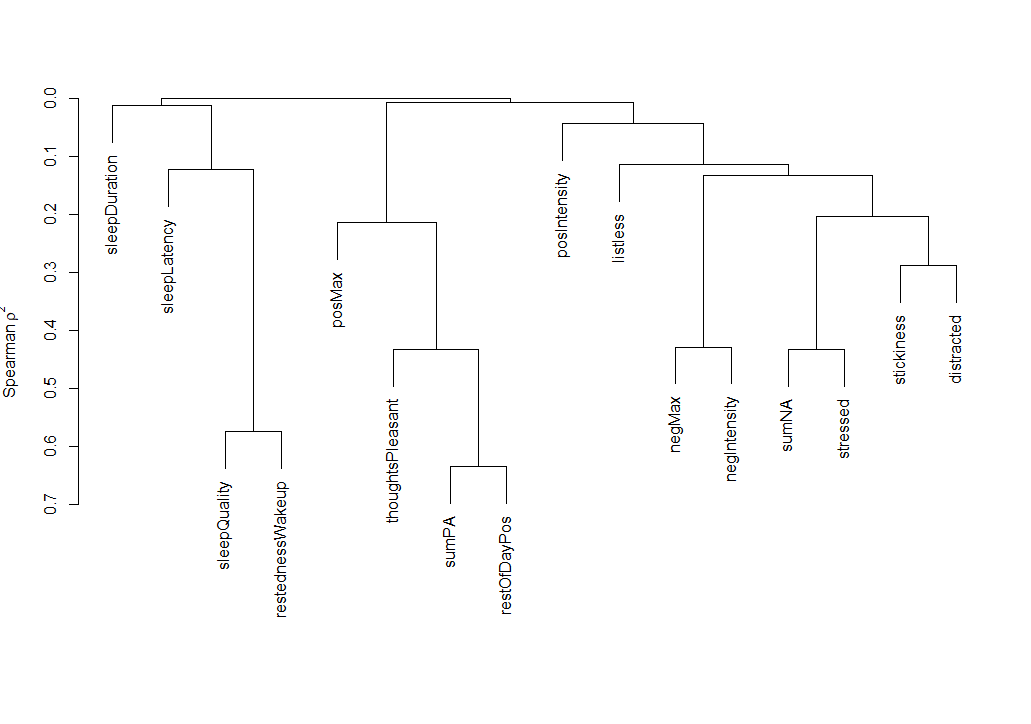 0.0
0.1
0.2
0.3
0.4
0.5
0.6
0.7
Spearman ρ²
sleepDuration
sleepLatency
sleepQuality
restednessWakeup
posMax
thoughtsPleasant
sumPA
restOfDayPos
posIntensity
listless
negMax
negIntensity
sumNA
stressed
stickiness
distracted